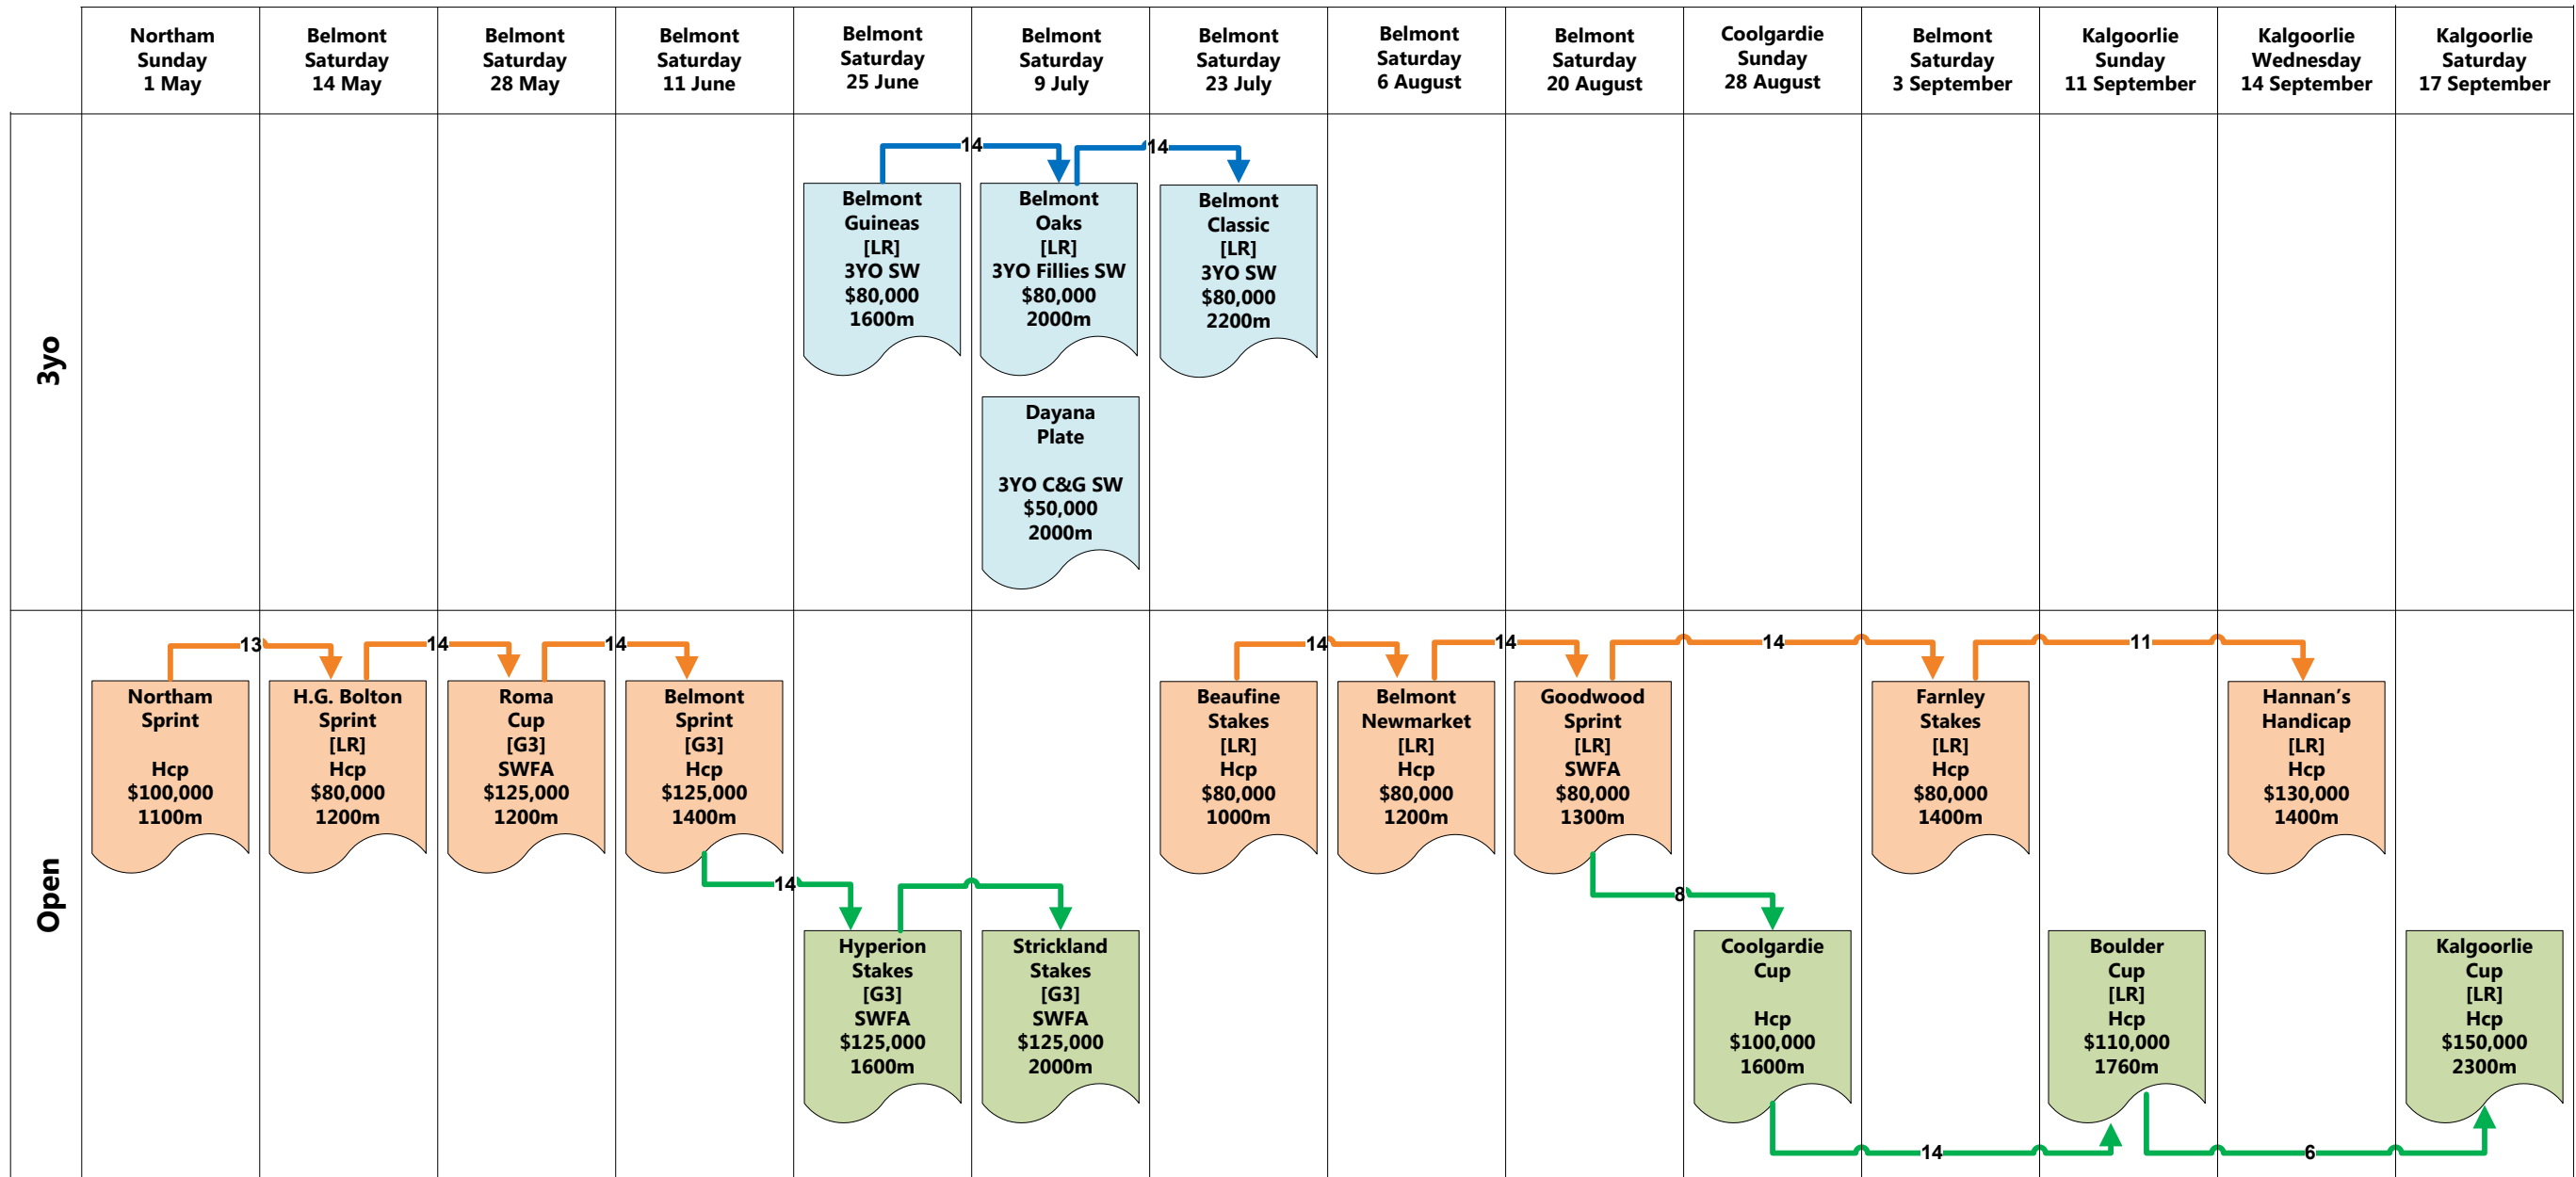 Northam
Sunday
1 May
Belmont
Saturday
14 May
Belmont
Saturday
28 May
Belmont
Saturday
11 June
Belmont
Saturday
25 June
Belmont
Saturday
9 July
Belmont
Saturday
23 July
Belmont
Saturday
6 August
Belmont
Saturday
20 August
Coolgardie
Sunday
28 August
Belmont
Saturday
3 September
Kalgoorlie
Sunday
11 September
Kalgoorlie
Wednesday
14 September
Kalgoorlie
Saturday
17 September
3yo
14
14
Belmont
Guineas
[LR]
3YO SW
$80,000
1600m
Belmont
Oaks
[LR]
3YO Fillies SW
$80,000
2000m
Belmont
Classic
[LR]
3YO SW
$80,000
2200m
Dayana
Plate
3YO C&G SW
$50,000
2000m
Open
13
14
14
14
14
14
11
Northam
Sprint
Hcp
$100,000
1100m
H.G. Bolton
Sprint
[LR]
Hcp
$80,000
1200m
Roma
Cup
[G3]
SWFA
$125,000
1200m
Belmont
Sprint
[G3]
Hcp
$125,000
1400m
Beaufine
Stakes
[LR]
Hcp
$80,000
1000m
Belmont
Newmarket
[LR]
Hcp
$80,000
1200m
Goodwood
Sprint
[LR]
SWFA
$80,000
1300m
Farnley
Stakes
[LR]
Hcp
$80,000
1400m
Hannan's
Handicap
[LR]
Hcp
$130,000
1400m
14
8
Hyperion
Stakes
[G3]
SWFA
$125,000
1600m
Strickland
Stakes
[G3]
SWFA
$125,000
2000m
Coolgardie
Cup
Hcp
$100,000
1600m
Boulder
Cup
[LR]
Hcp
$110,000
1760m
Kalgoorlie
Cup
[LR]
Hcp
$150,000
2300m
14
6